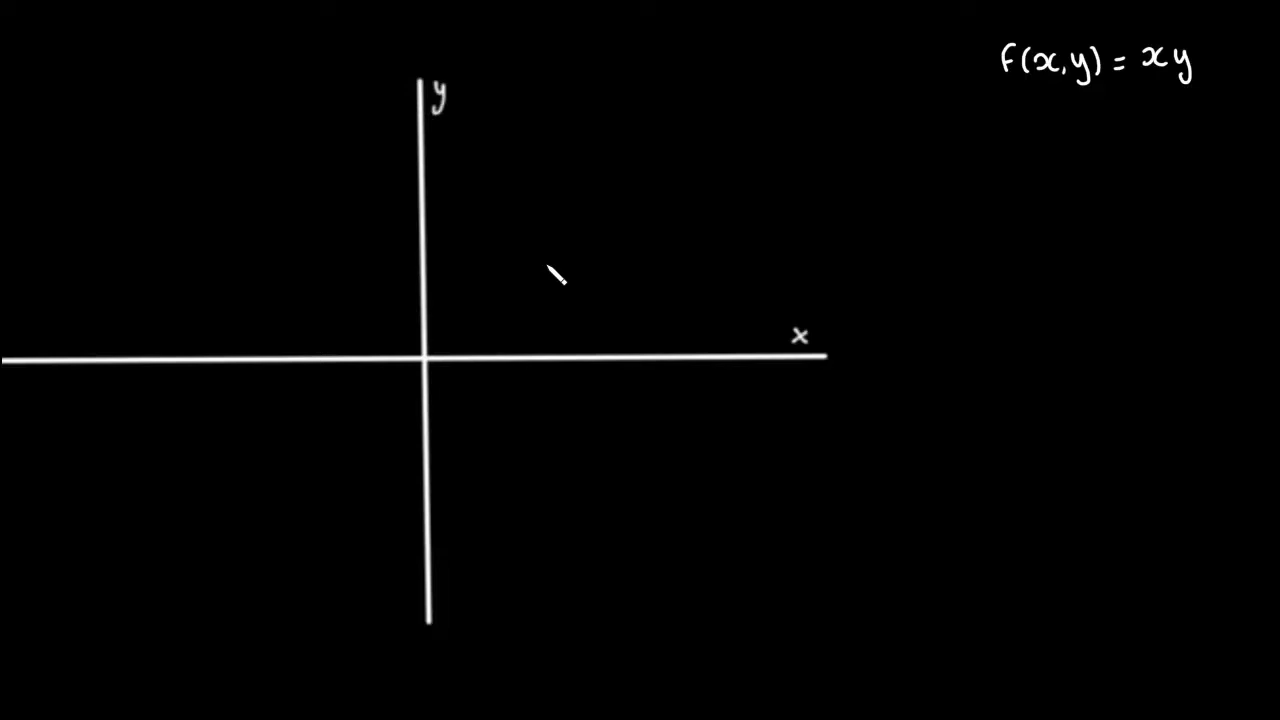 f(x,y) = xy
y
x